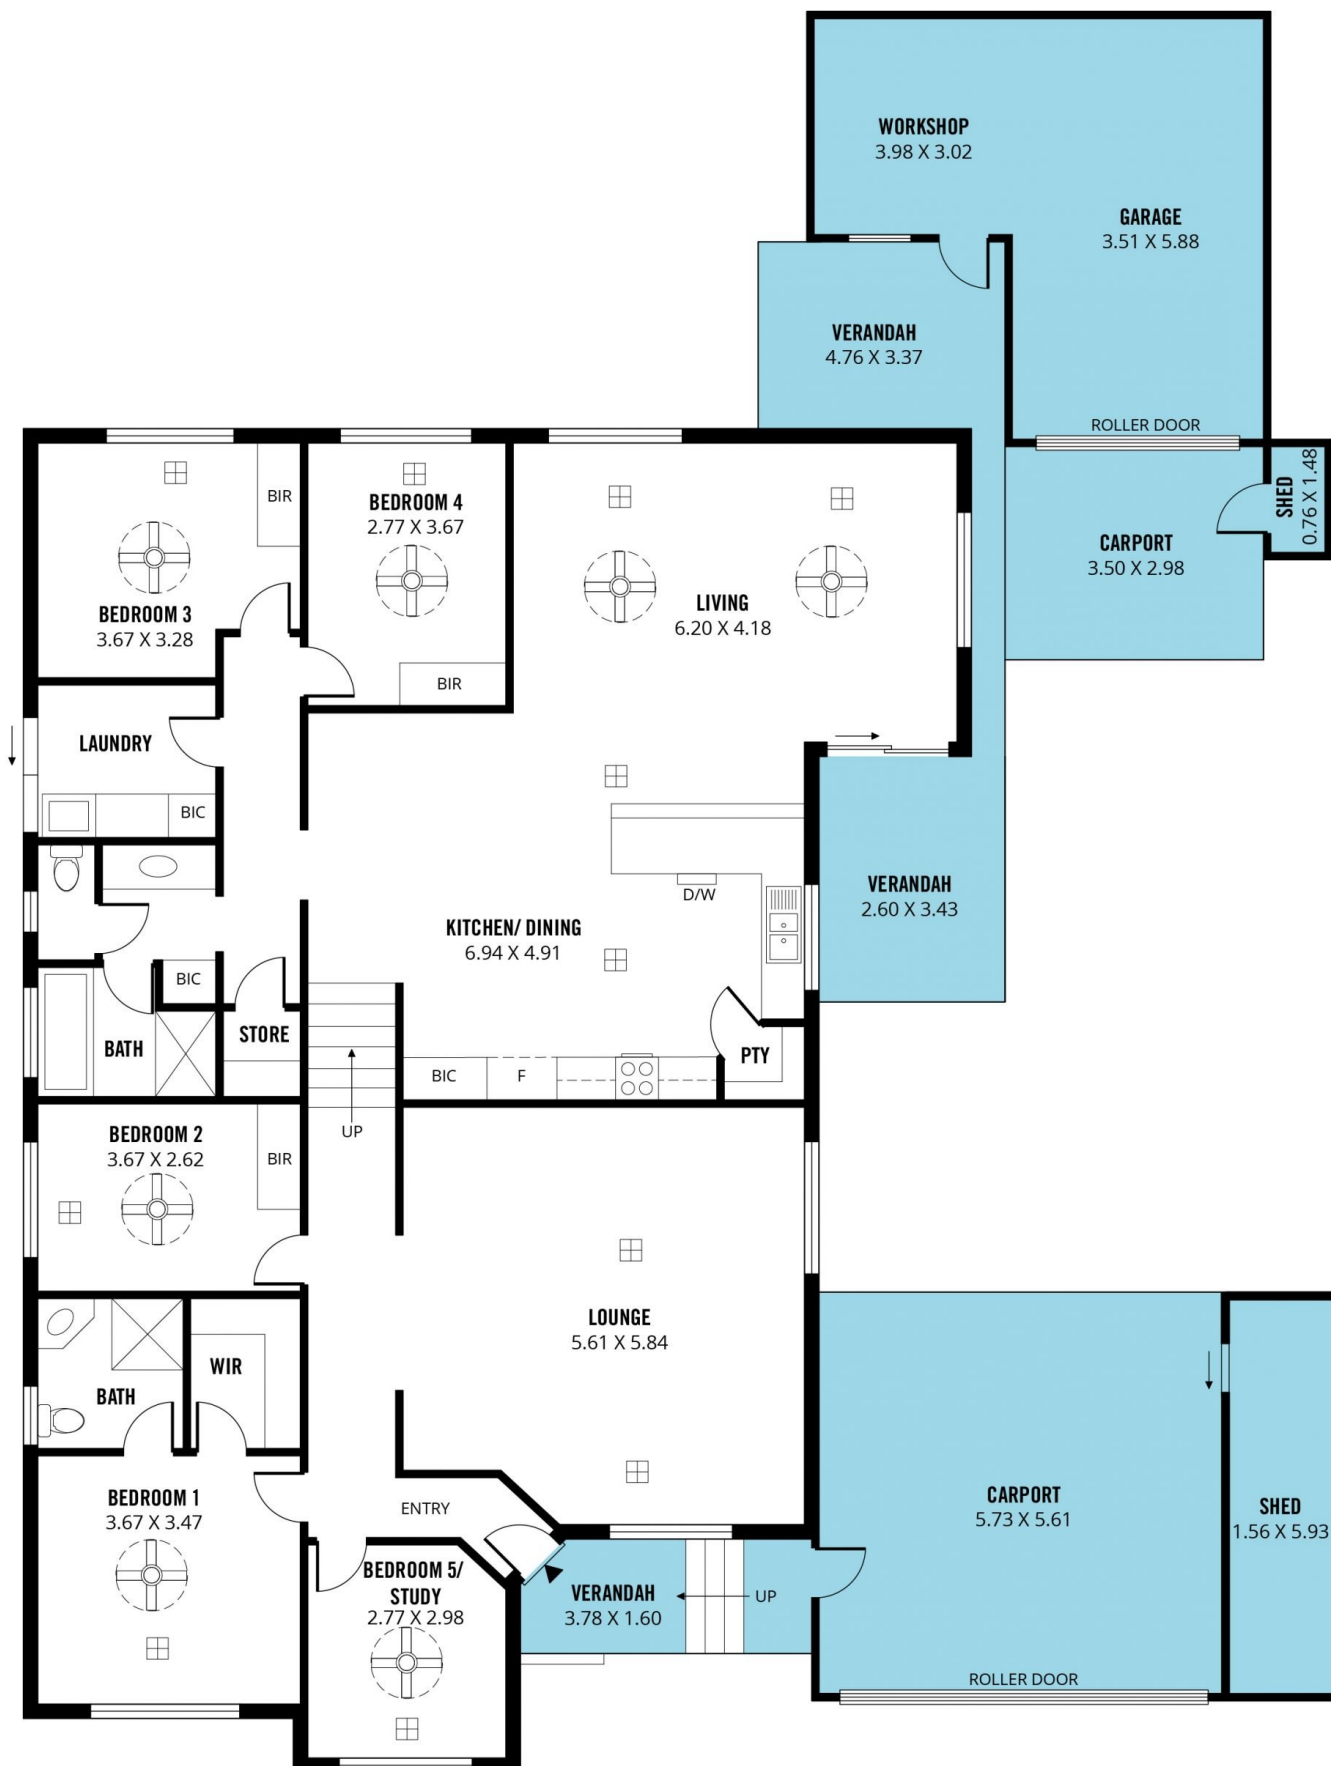 WORKSHOP
3.98 X 3.02
GARAGE
3.51 X 5.88
VERANDAH
4.76 X 3.37
ROLLER DOOR
SHED
0.76 X 1.48
CARPORT
3.50 X 2.98
BIR
BEDROOM 3
3.67 X 3.28
BEDROOM 4
2.77 X 3.67
BIR
LIVING
6.20 X 4.18
LAUNDRY
BIC
D/W
VERANDAH
2.60 X 3.43
KITCHEN/ DINING
6.94 X 4.91
BIC
BATH
STORE
PTY
BIC
F
UP
BEDROOM 2
3.67 X 2.62
BIR
LOUNGE
5.61 X 5.84
WIR
BATH
BEDROOM 1
3.67 X 3.47
ENTRY
CARPORT
5.73 X 5.61
SHED
1.56 X 5.93
BEDROOM 5/
STUDY
2.77 X 2.98
VERANDAH
3.78 X 1.60
UP
ROLLER DOOR